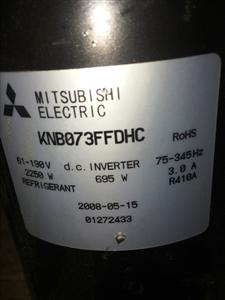 MITSUBISHI
ELECTRIC
KNB073FFDHC RoHS
61-190V d.c. INVERTER 75-345Hz
2250 W 695 W 3.0 A
REFRIGERANT R410A
2008-05-15
01272433